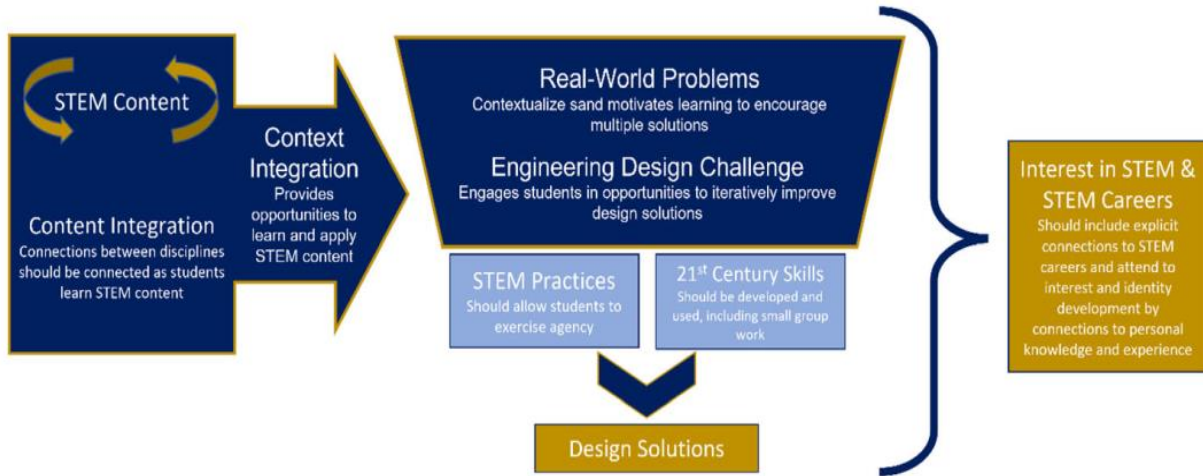 STEM Content
Content Integration
Connections between disciplines
should be connected as students
learn STEM content
Context
Integration
Provides
opportunities to
learn and apply
STEM content
Real-World Problems
Contextualize sand motivates learning to encourage
multiple solutions
Engineering Design Challenge
Engages students in opportunities to iteratively improve
design solutions
STEM Practices
Should allow students to
exercise agency
21st Century Skills
Should be developed and
used, including small group
work
Design Solutions
Interest in STEM &
STEM Careers
Should include explicit
connections to STEM
careers and attend to
interest and identity
development by
connections to personal
knowledge and experience